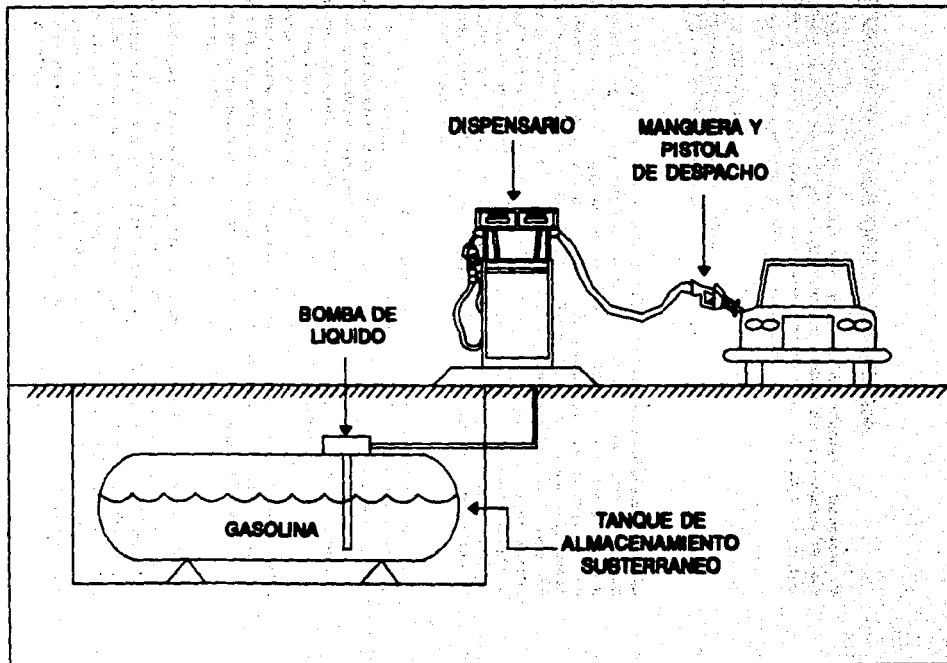 DISPENSARIO
MANGUERA Y
PISTOLA
DE DESPACHO
BOMBA DE
LIQUIDO
GASOLINA
TANQUE DE
ALMACENAMIENTO
SUBTERRANEO